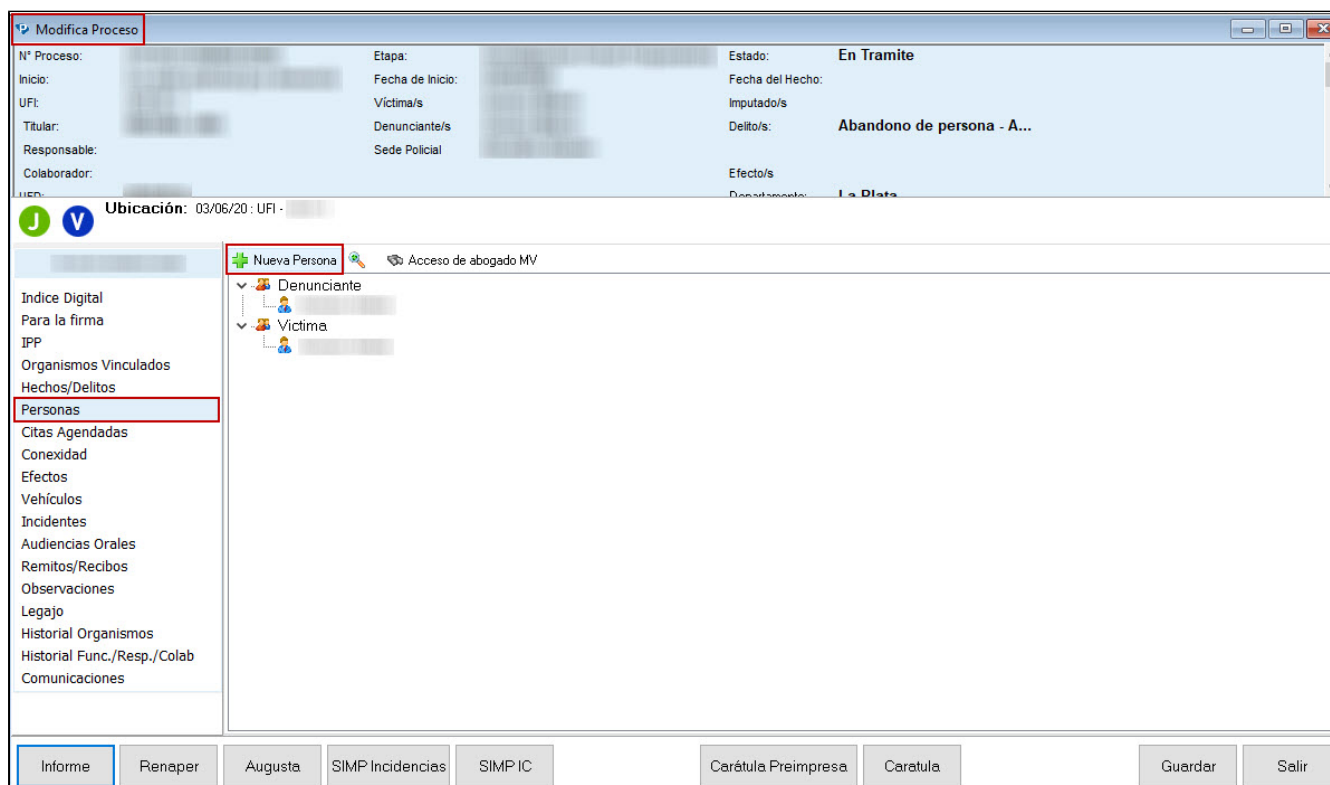 Modifica Proceso
N° Proceso: Etapa: Estado: En Tramite
Inicio: Fecha de Inicio: Fecha del Hecho:
UFI: Víctima/s Imputado/s
Titular: Denunciante/s Delito/s: Abandono de persona - A...
Responsable: Sede Policial
Colaborador: Efecto/s
UFD: Departamento: La Plata
J V Ubicación: 03/06/20 : UFI -
Nueva Persona Acceso de abogado MV
Denunciante
Victima
Indice Digital
Para la firma
IPP
Organismos Vinculados
Hechos/Delitos
Personas
Citas Agendadas
Conexidad
Efectos
Vehículos
Incidentes
Audiencias Orales
Remitos/Recibos
Observaciones
Legajo
Historial Organismos
Historial Func./Resp./Colab
Comunicaciones
Informe Renaper Augusta SIMP Incidencias SIMP IC Carátula Preimpresa Caratula Guardar Salir